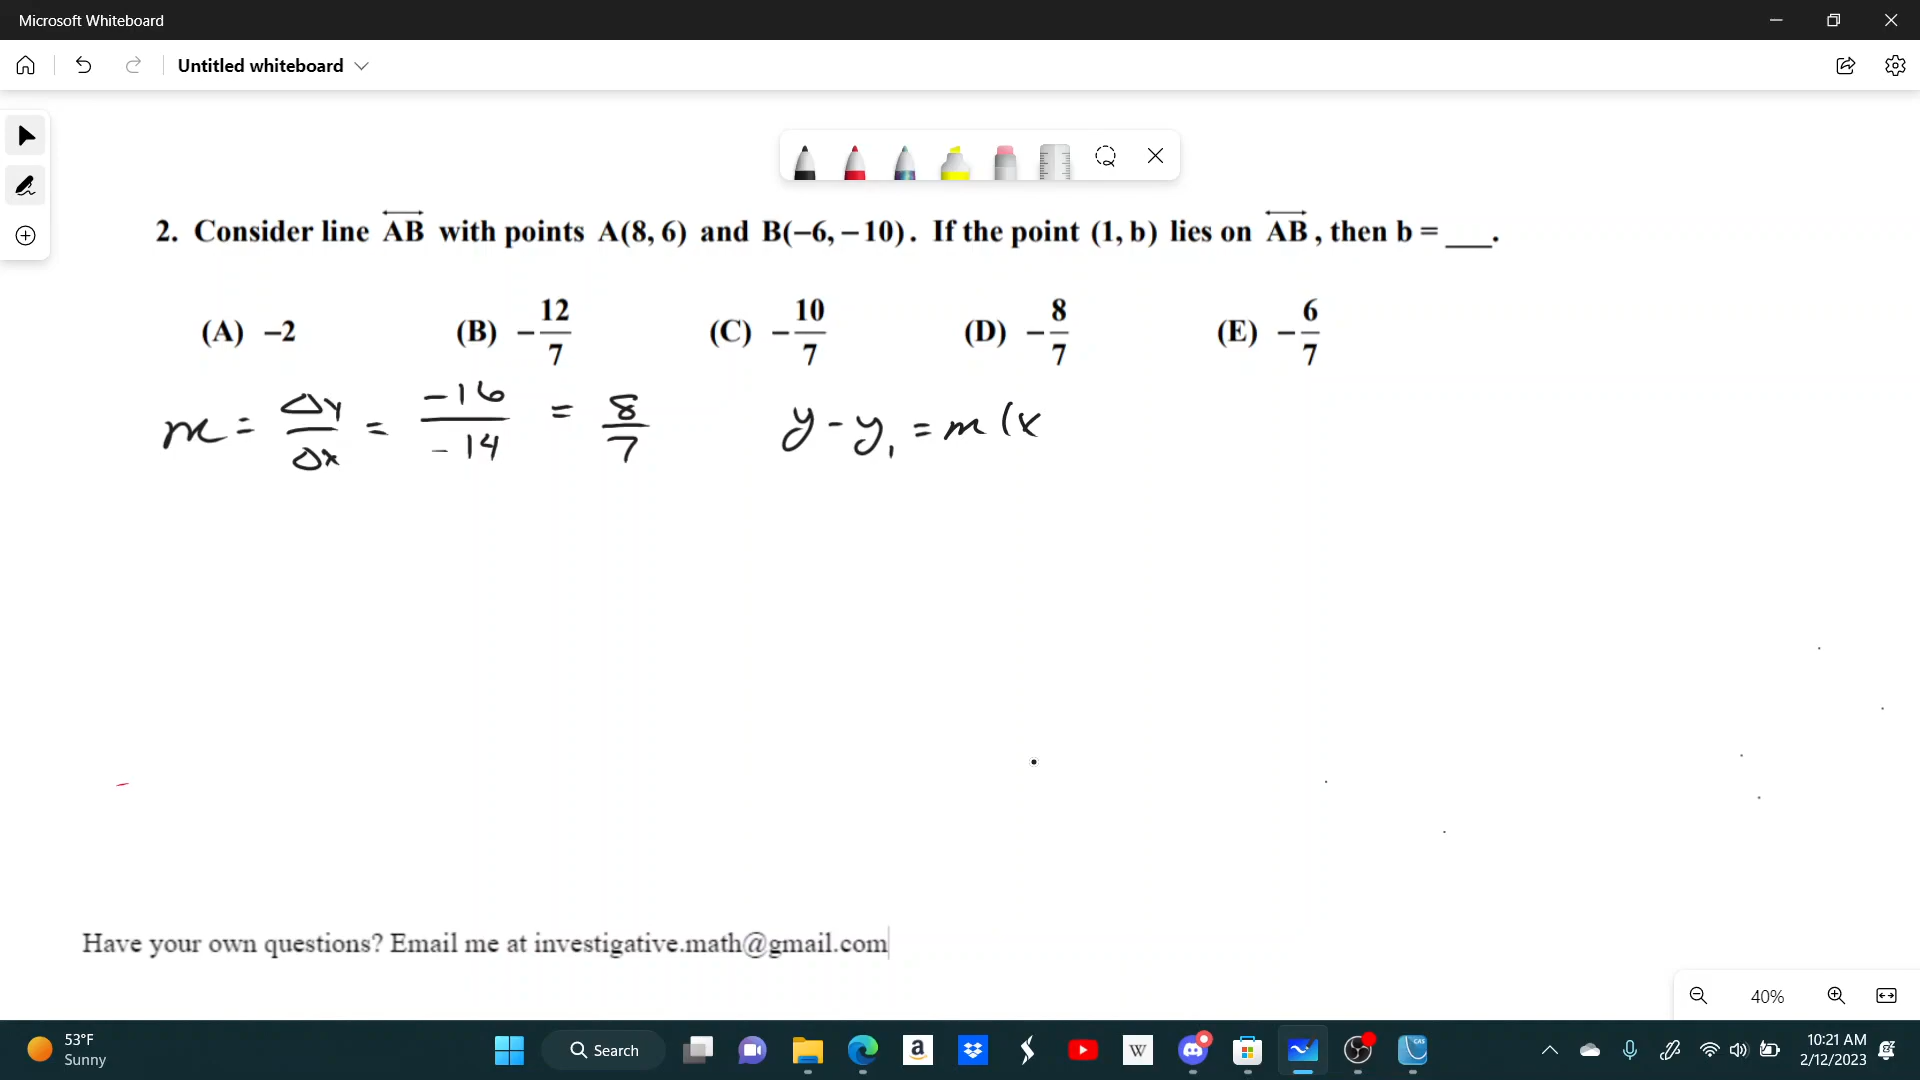 Microsoft Whiteboard
Untitled whiteboard
2. Consider line AB with points A(8, 6) and B(−6, − 10). If the point (1, b) lies on AB, then b = ___.
(A) −2 (B) −12/7 (C) −10/7 (D) −8/7 (E) −6/7
m = Δy/Δx = -16/-14 = 8/7 y - y₁ = m (x
Have your own questions? Email me at investigative.math@gmail.com
40%
53°F
Sunny
Search
a
W
CAS
10:21 AM
2/12/2023